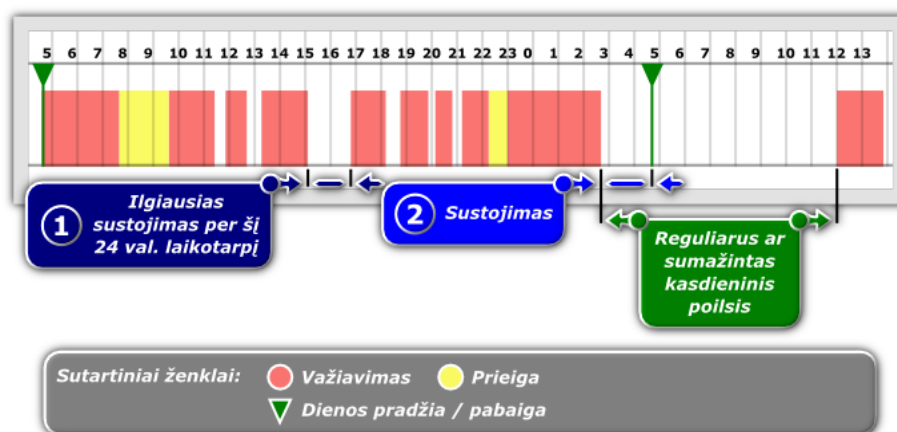 5 6 7 8 9 10 11 12 13 14 15 16 17 18 19 20 21 22 23 0 1 2 3 4 5 6 7 8 9 10 11 12 13
1
Ilgiausias
sustojimas per šį
24 val. laikotarpį
2
Sustojimas
Reguliarus ar
sumažintas
kasdieninis
poilsis
Sutartiniai ženklai:
Važiavimas
Prieiga
Dienos pradžia / pabaiga